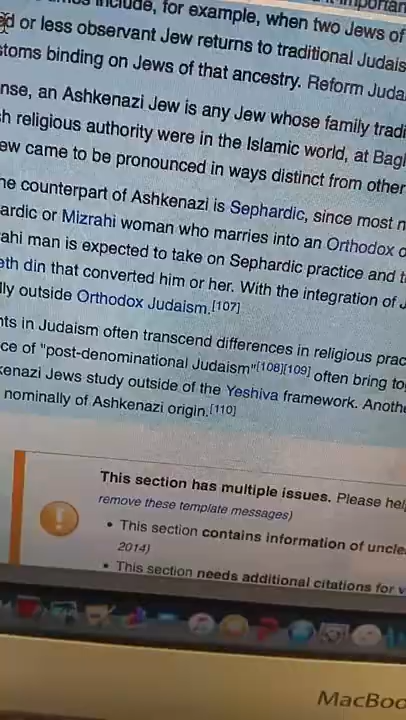 include, for example, when two Jews of
or less observant Jew returns to traditional Judais
stoms binding on Jews of that ancestry. Reform Juda
nse, an Ashkenazi Jew is any Jew whose family tradi
h religious authority were in the Islamic world, at Bag
ew came to be pronounced in ways distinct from other
he counterpart of Ashkenazi is Sephardic, since most n
ardic or Mizrahi woman who marries into an Orthodox
ahi man is expected to take on Sephardic practice and t
eth din that converted him or her. With the integration of J
lly outside Orthodox Judaism.[107]
nts in Judaism often transcend differences in religious prac
ce of "post-denominational Judaism"[108][109] often bring to
kenazi Jews study outside of the Yeshiva framework. Anothe
nominally of Ashkenazi origin.[110]
This section has multiple issues. Please hel
remove these template messages)
• This section contains information of uncle
2014)
• This section needs additional citations for v
MacBoo